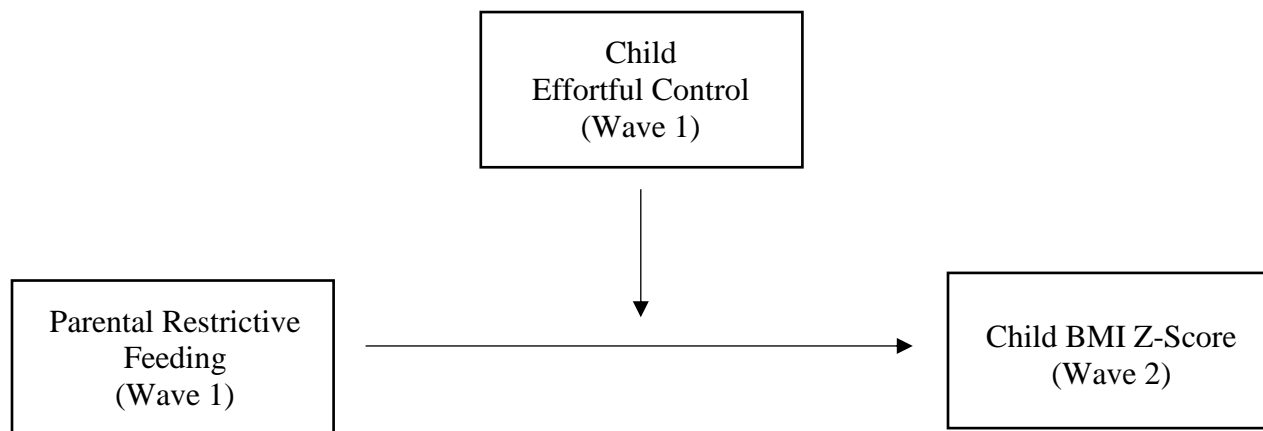 Child
Effortful Control
(Wave 1)
Parental Restrictive
Feeding
(Wave 1)
Child BMI Z-Score
(Wave 2)